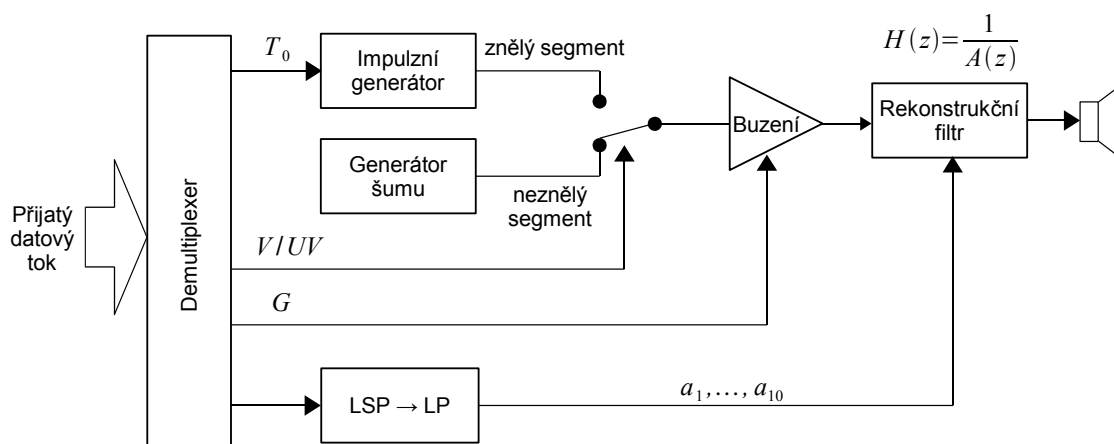 T₀
Impulzní
generátor
znělý segment
H(z)=1/A(z)
Generátor
šumu
neznělý
segment
Buzení
Rekonstrukční
filtr
Přijatý
datový
tok
Demultiplexer
V/UV
G
LSP → LP
a₁,…,a₁₀